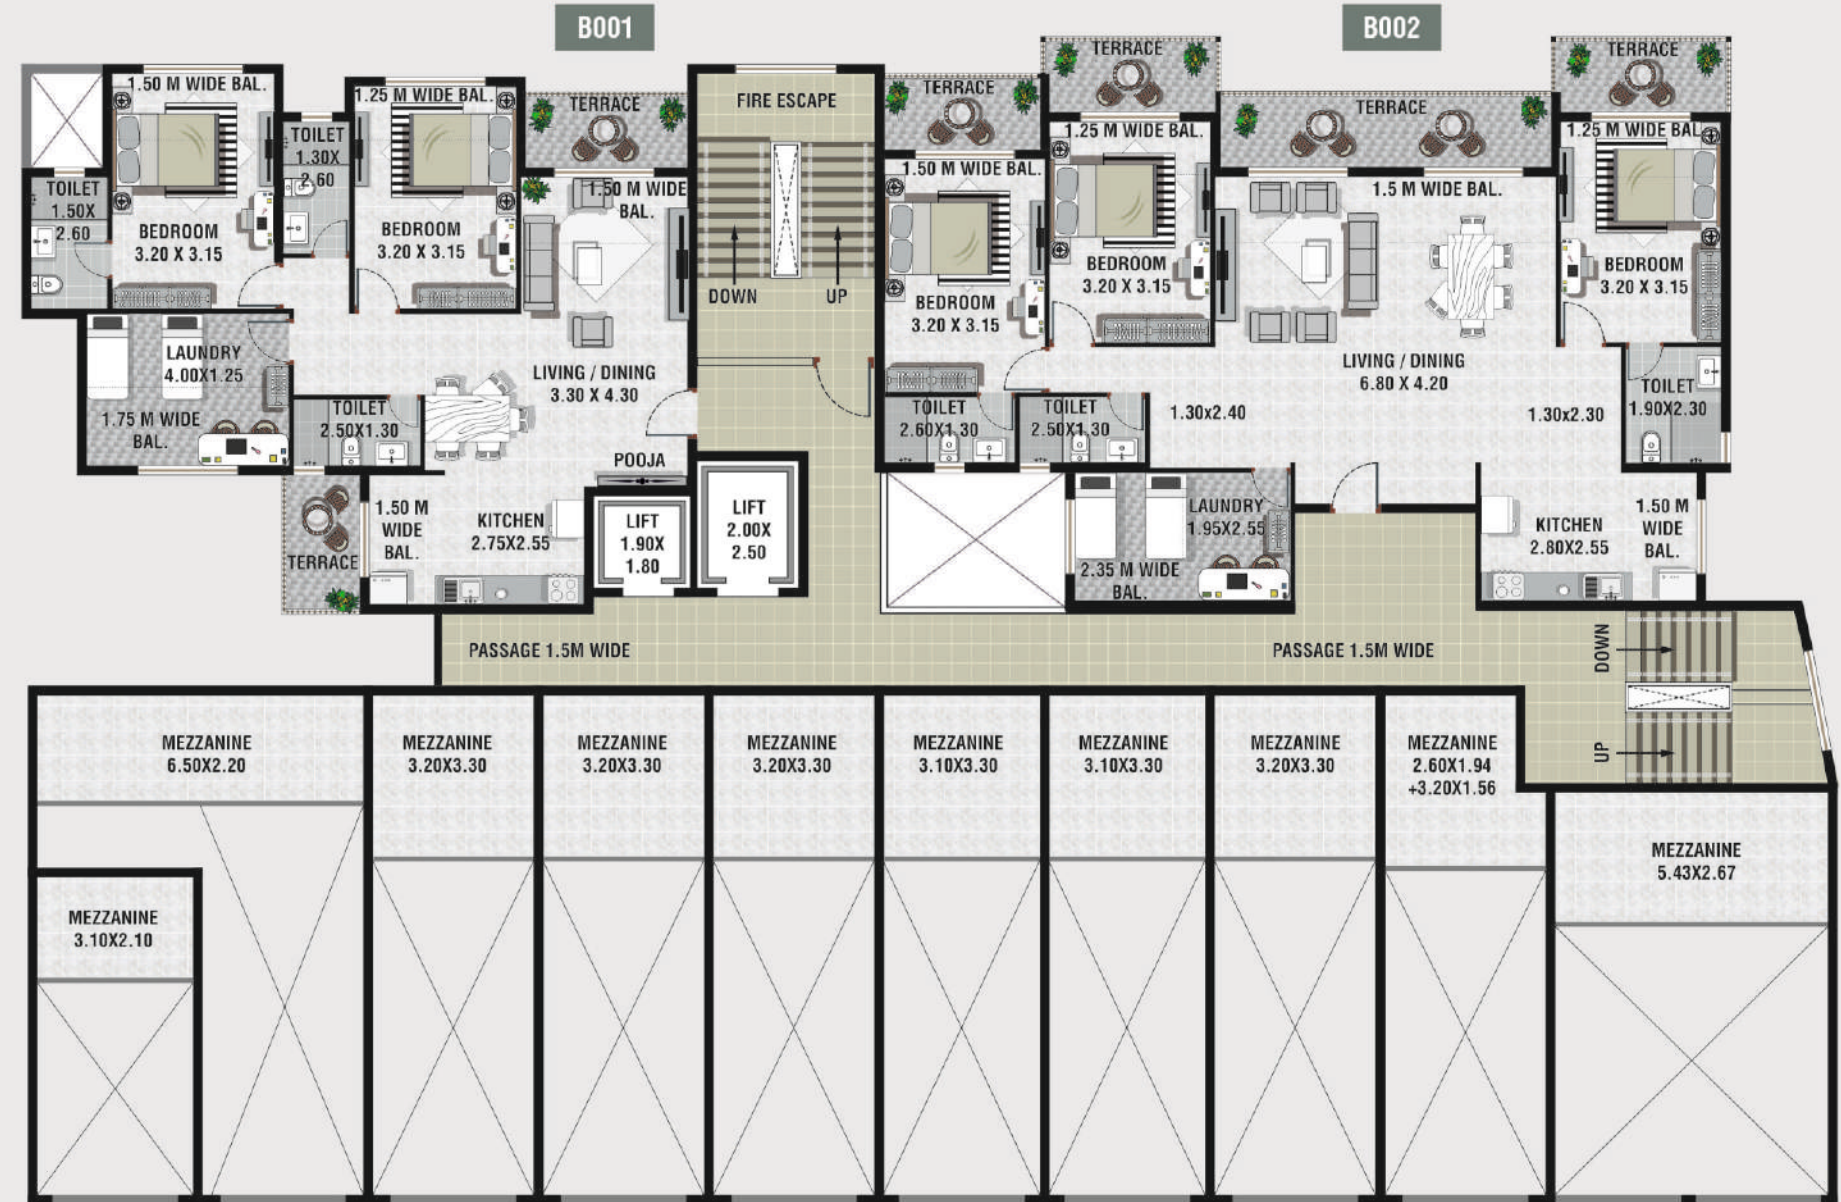 B001
B002
1.50 M WIDE BAL.
BEDROOM
3.20 X 3.15
TOILET
1.50X
2.60
TOILET
1.30X
2.60
1.25 M WIDE BAL.
BEDROOM
3.20 X 3.15
TERRACE
1.50 M WIDE
BAL.
LIVING / DINING
3.30 X 4.30
LAUNDRY
4.00X1.25
1.75 M WIDE
BAL.
TOILET
2.50X1.30
POOJA
TERRACE
1.50 M
WIDE
BAL.
KITCHEN
2.75X2.55
FIRE ESCAPE
DOWN
UP
LIFT
1.90X
1.80
LIFT
2.00X
2.50
TERRACE
1.50 M WIDE BAL.
BEDROOM
3.20 X 3.15
TERRACE
1.25 M WIDE BAL.
BEDROOM
3.20 X 3.15
TERRACE
1.5 M WIDE BAL.
LIVING / DINING
6.80 X 4.20
TERRACE
1.25 M WIDE BAL.
BEDROOM
3.20 X 3.15
TOILET
2.60X1.30
TOILET
2.50X1.30
1.30x2.40
1.30x2.30
TOILET
1.90X2.30
LAUNDRY
1.95X2.55
2.35 M WIDE
BAL.
KITCHEN
2.80X2.55
1.50 M
WIDE
BAL.
PASSAGE 1.5M WIDE
PASSAGE 1.5M WIDE
DOWN
UP
MEZZANINE
6.50X2.20
MEZZANINE
3.20X3.30
MEZZANINE
3.20X3.30
MEZZANINE
3.20X3.30
MEZZANINE
3.10X3.30
MEZZANINE
3.10X3.30
MEZZANINE
3.20X3.30
MEZZANINE
2.60X1.94
+3.20X1.56
MEZZANINE
5.43X2.67
MEZZANINE
3.10X2.10